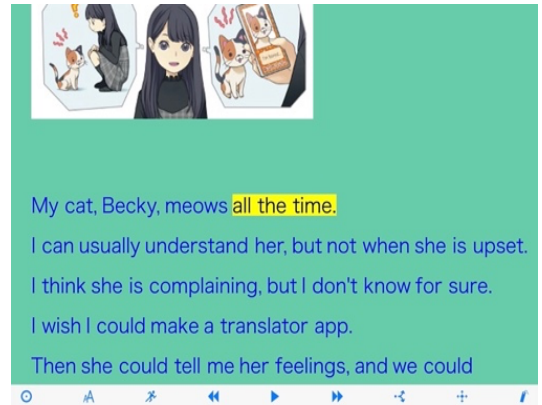 My cat, Becky, meows all the time.
I can usually understand her, but not when she is upset.
I think she is complaining, but I don't know for sure.
I wish I could make a translator app.
Then she could tell me her feelings, and we could
AA